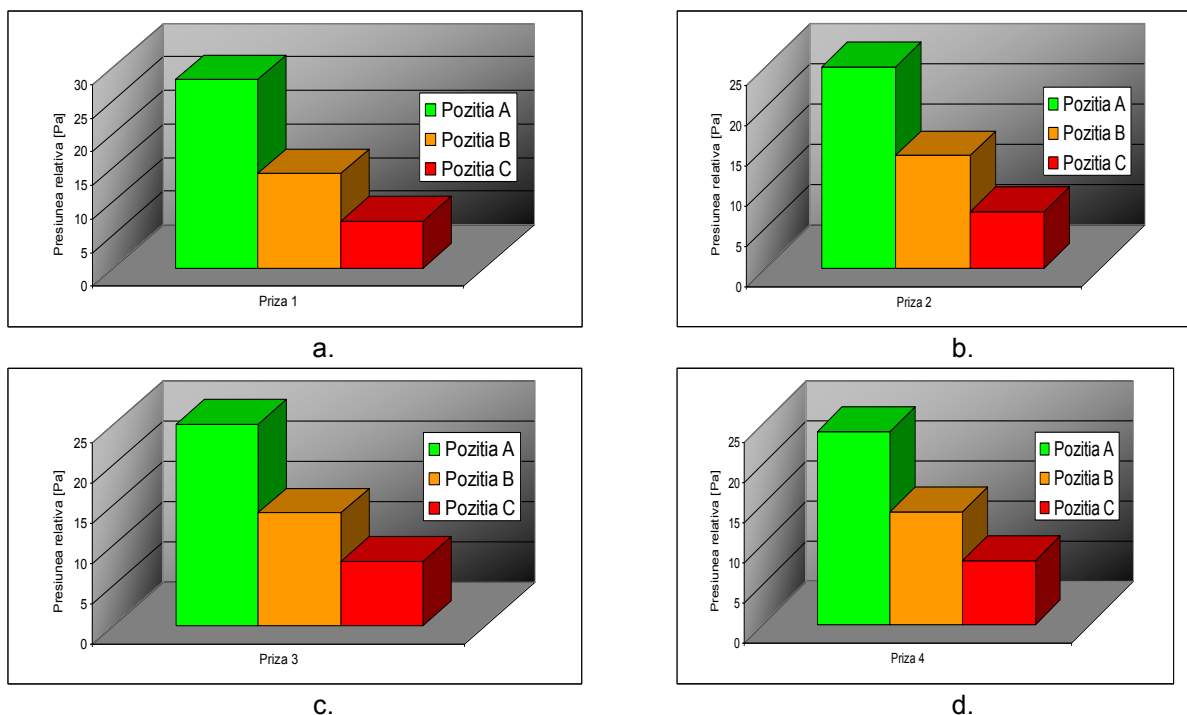 Presiunea relativa [Pa]
30
25
20
15
10
5
0
Pozitia A
Pozitia B
Pozitia C
Priza 1
a.
Presiunea relativa [Pa]
25
20
15
10
5
0
Pozitia A
Pozitia B
Pozitia C
Priza 2
b.
Presiunea relativa [Pa]
25
20
15
10
5
0
Pozitia A
Pozitia B
Pozitia C
Priza 3
c.
Presiunea relativa [Pa]
25
20
15
10
5
0
Pozitia A
Pozitia B
Pozitia C
Priza 4
d.